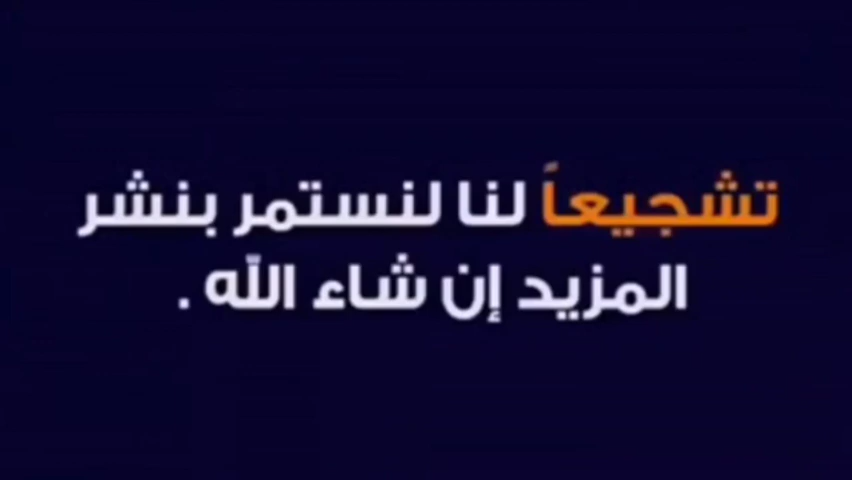 تشجيعاً لنا لنستمر بنشر
المزيد إن شاء الله .